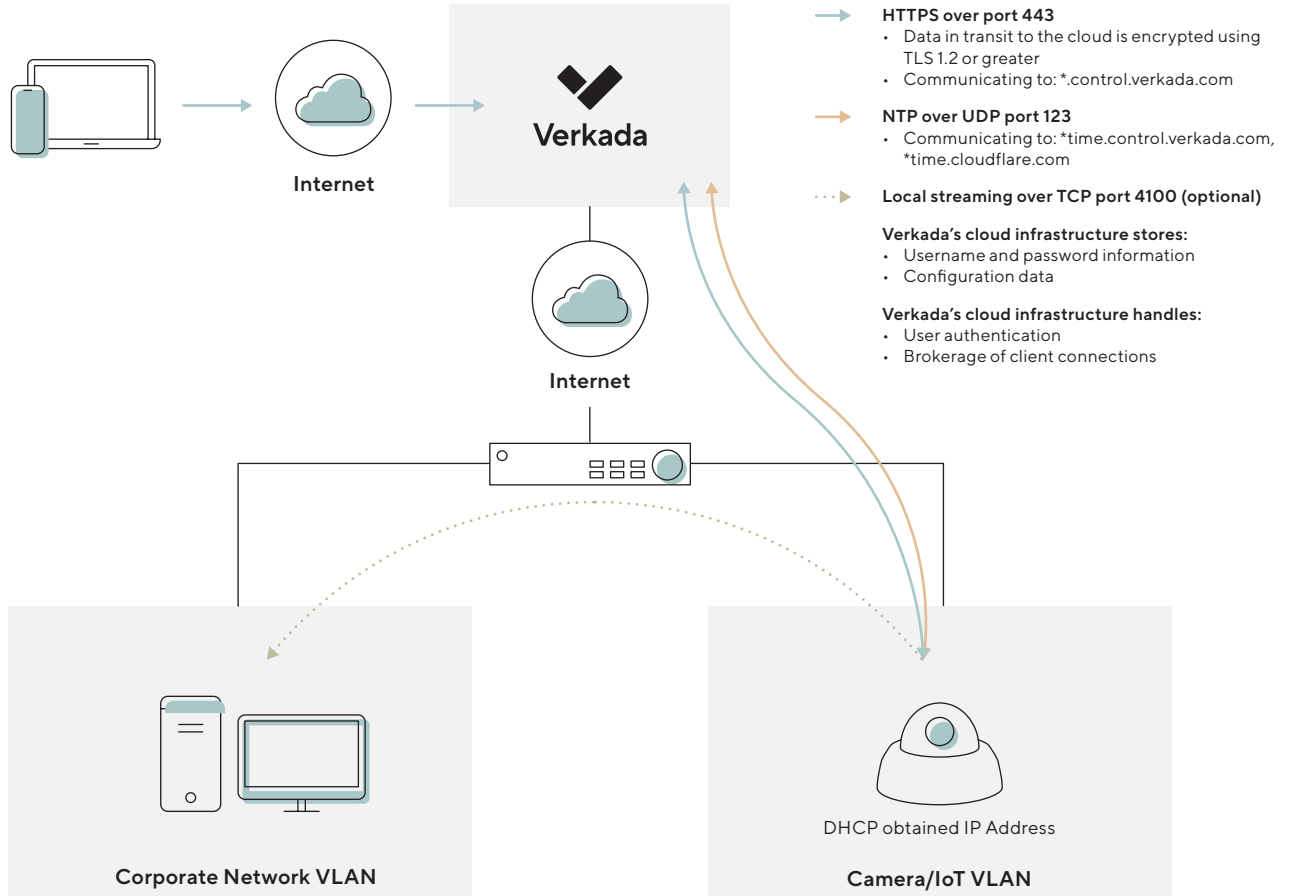 HTTPS over port 443
• Data in transit to the cloud is encrypted using
TLS 1.2 or greater
• Communicating to: *.control.verkada.com
NTP over UDP port 123
• Communicating to: *time.control.verkada.com,
*time.cloudflare.com
Local streaming over TCP port 4100 (optional)
Verkada’s cloud infrastructure stores:
• Username and password information
• Configuration data
Verkada’s cloud infrastructure handles:
• User authentication
• Brokerage of client connections
Verkada
Internet
Internet
DHCP obtained IP Address
Corporate Network VLAN
Camera/IoT VLAN